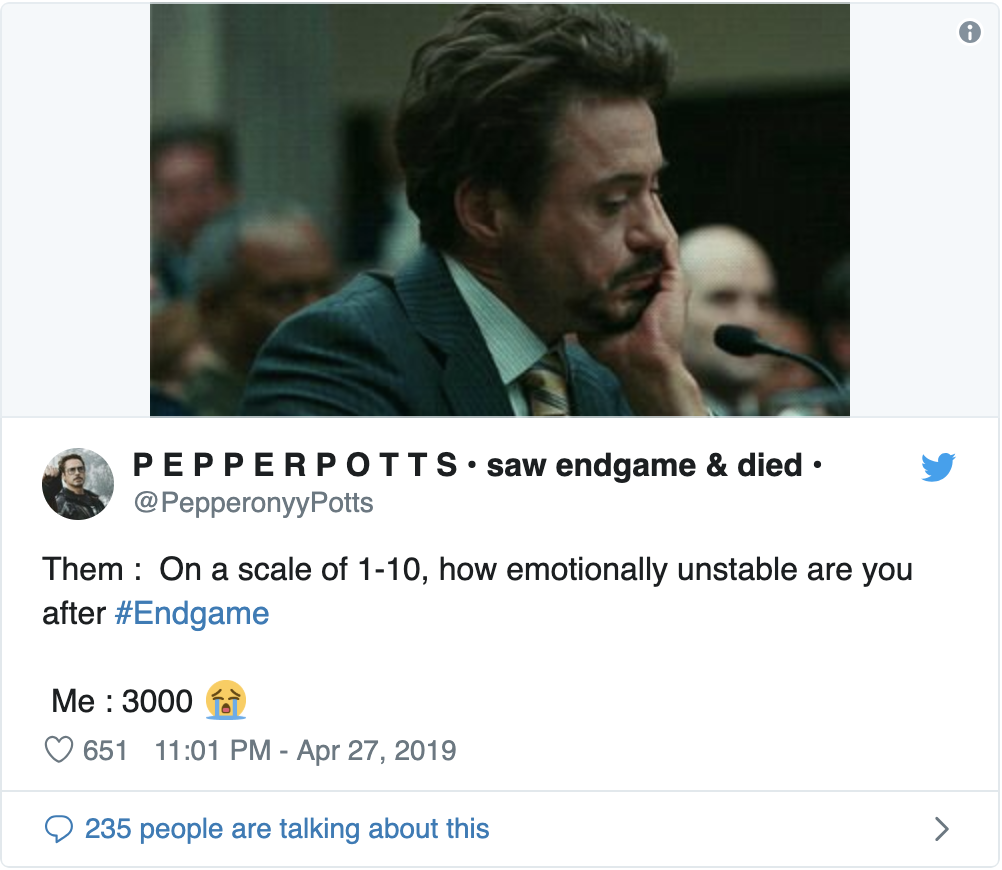 P E P P E R P O T T S • saw endgame & died •
@PepperonyyPotts
Them :  On a scale of 1-10, how emotionally unstable are you
after #Endgame
Me : 3000 😭
651 11:01 PM - Apr 27, 2019
235 people are talking about this